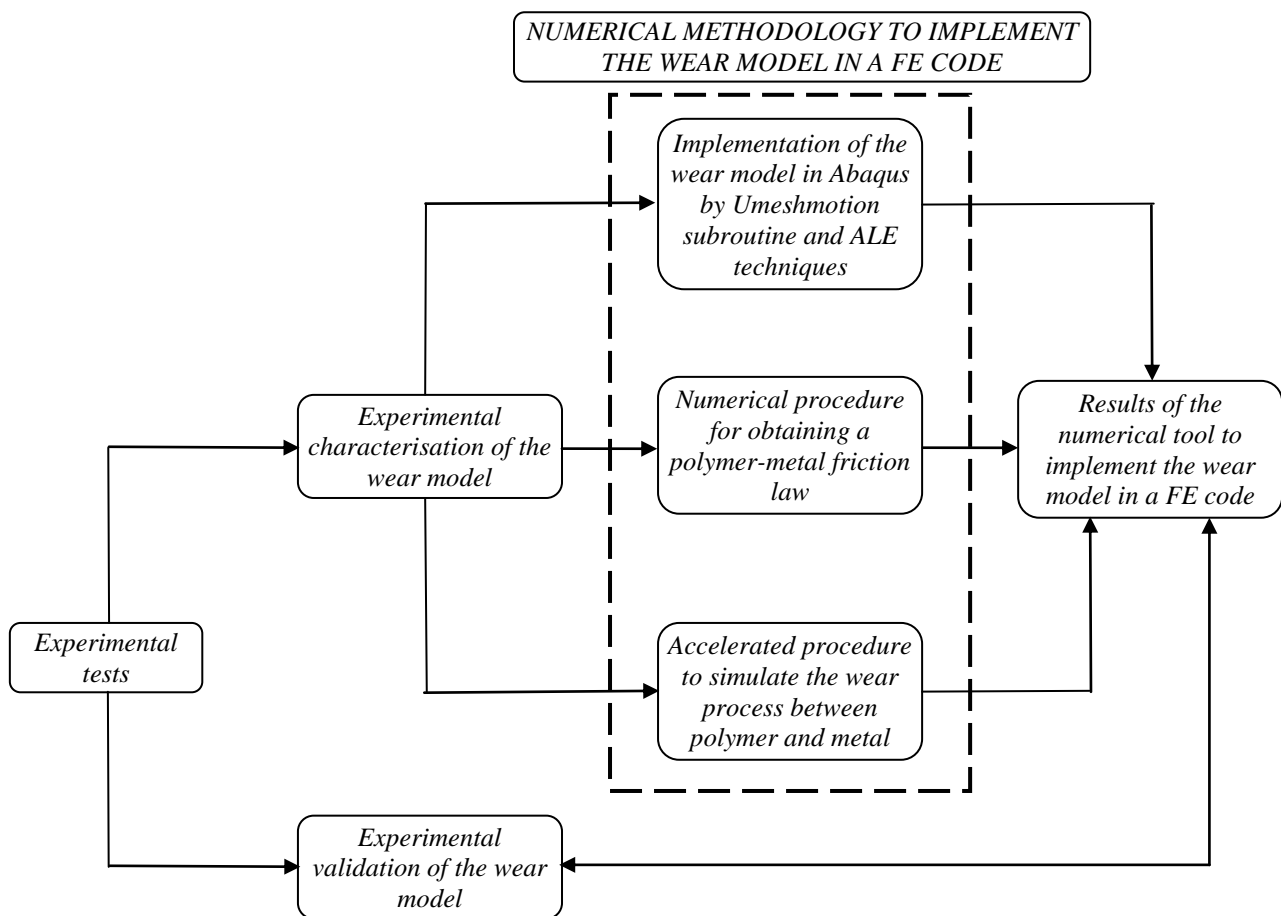 NUMERICAL METHODOLOGY TO IMPLEMENT
THE WEAR MODEL IN A FE CODE
Implementation of the
wear model in Abaqus
by Umeshmotion
subroutine and ALE
techniques
Experimental
characterisation of the
wear model
Numerical procedure
for obtaining a
polymer-metal friction
law
Results of the
numerical tool to
implement the wear
model in a FE code
Experimental
tests
Accelerated procedure
to simulate the wear
process between
polymer and metal
Experimental
validation of the wear
model